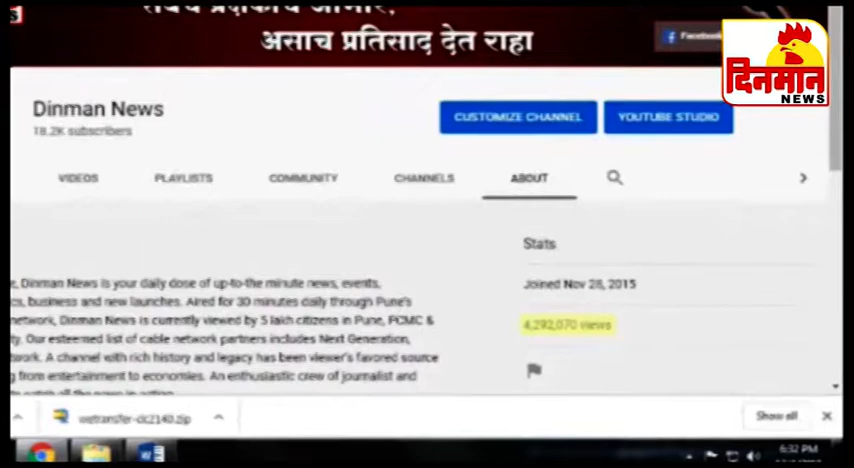 असाच प्रतिसाद देत राहा
Facebook
दिनमान
NEWS
Dinman News
18.2K subscribers
CUSTOMIZE CHANNEL
YOUTUBE STUDIO
VIDEOS
PLAYLISTS
COMMUNITY
CHANNELS
ABOUT
Stats
Joined Nov 28, 2015
4,292,070 views
e, Dinman News is your daily dose of up-to-the minute news, events,
cs, business and new launches. Aired for 30 minutes daily through Pune's
network, Dinman News is currently viewed by 5 lakh citizens in Pune, PCMC &
ty. Our esteemed list of cable network partners includes Next Generation,
twork. A channel with rich history and legacy has been viewer's favored source
g from entertainment to economies. An enthusiastic crew of journalist and
wetransfer-dc2140.zip
Show all
6:32 PM